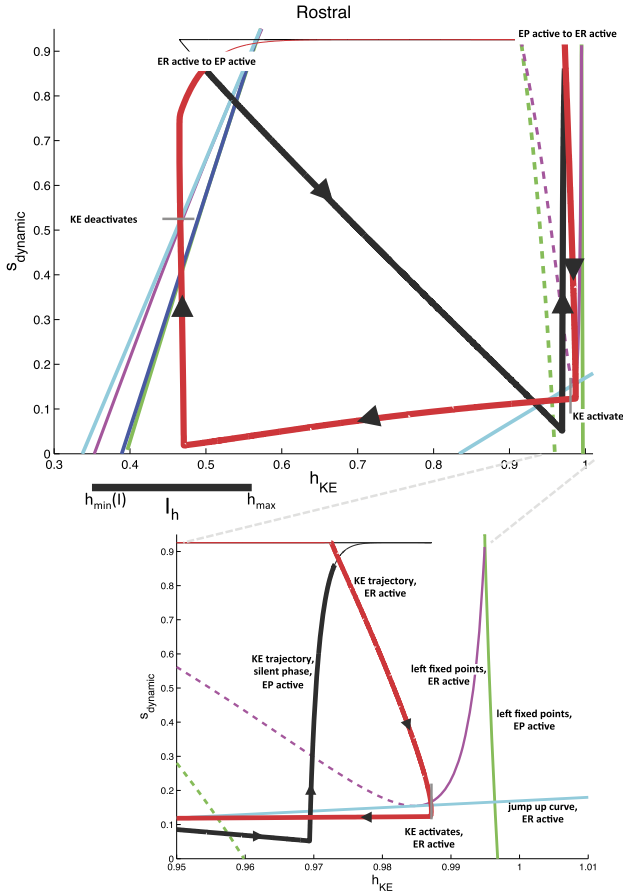 Rostral
EP active to ER active
ER active to EP active
0.9
0.8
0.7
0.6
0.5
0.4
0.3
0.2
0.1
0
s_dynamic
KE deactivates
KE activate
0.3 0.4 0.5 0.6 0.7 0.8 0.9 1
h_KE
h_min(I) I_h h_max
0.9
0.8
0.7
0.6
0.5
0.4
0.3
0.2
0.1
0
s_dynamic
KE trajectory,
ER active
KE trajectory,
silent phase,
EP active
left fixed points,
ER active
left fixed points,
EP active
jump up curve,
ER active
KE activates,
ER active
0.95 0.96 0.97 0.98 0.99 1 1.01
h_KE